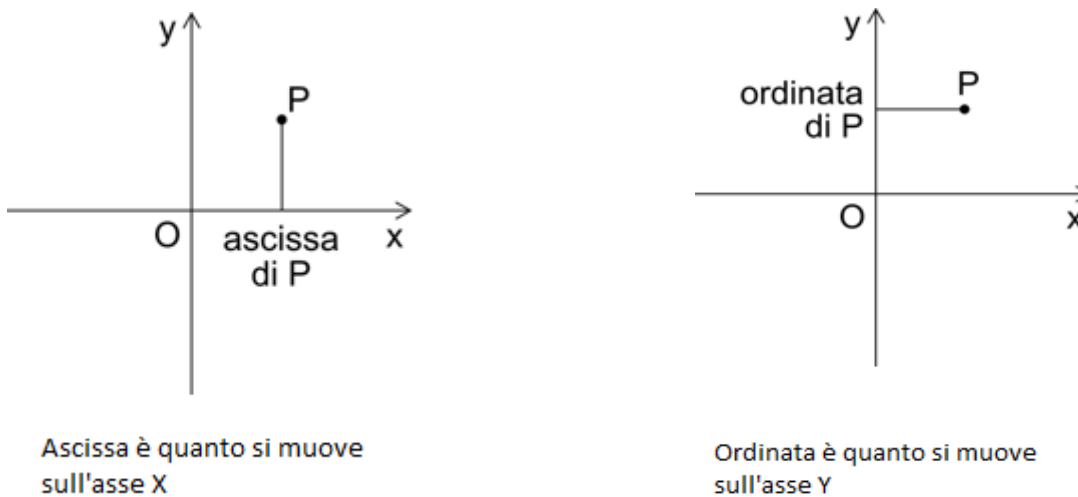 y
P
O
ascissa
di P
x
Ascissa è quanto si muove
sull'asse X
y
ordinata
di P
P
O
x
Ordinata è quanto si muove
sull'asse Y